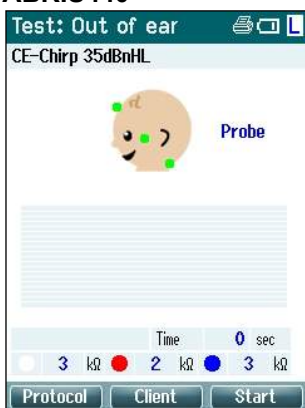 Test: Out of ear L
CE-Chirp 35dBnHL
Probe
Time 0 sec
3 kΩ 2 kΩ 3 kΩ
Protocol Client Start